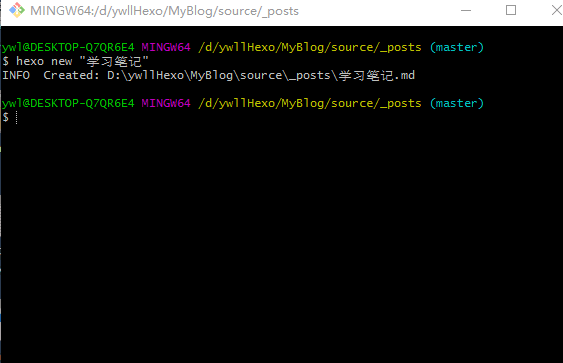 MINGW64:/d/ywllHexo/MyBlog/source/_posts
ywl@DESKTOP-Q7QR6E4 MINGW64 /d/ywllHexo/MyBlog/source/_posts (master)
$ hexo new "学习笔记"
INFO  Created: D:\ywllHexo\MyBlog\source\_posts\学习笔记.md
ywl@DESKTOP-Q7QR6E4 MINGW64 /d/ywllHexo/MyBlog/source/_posts (master)
$